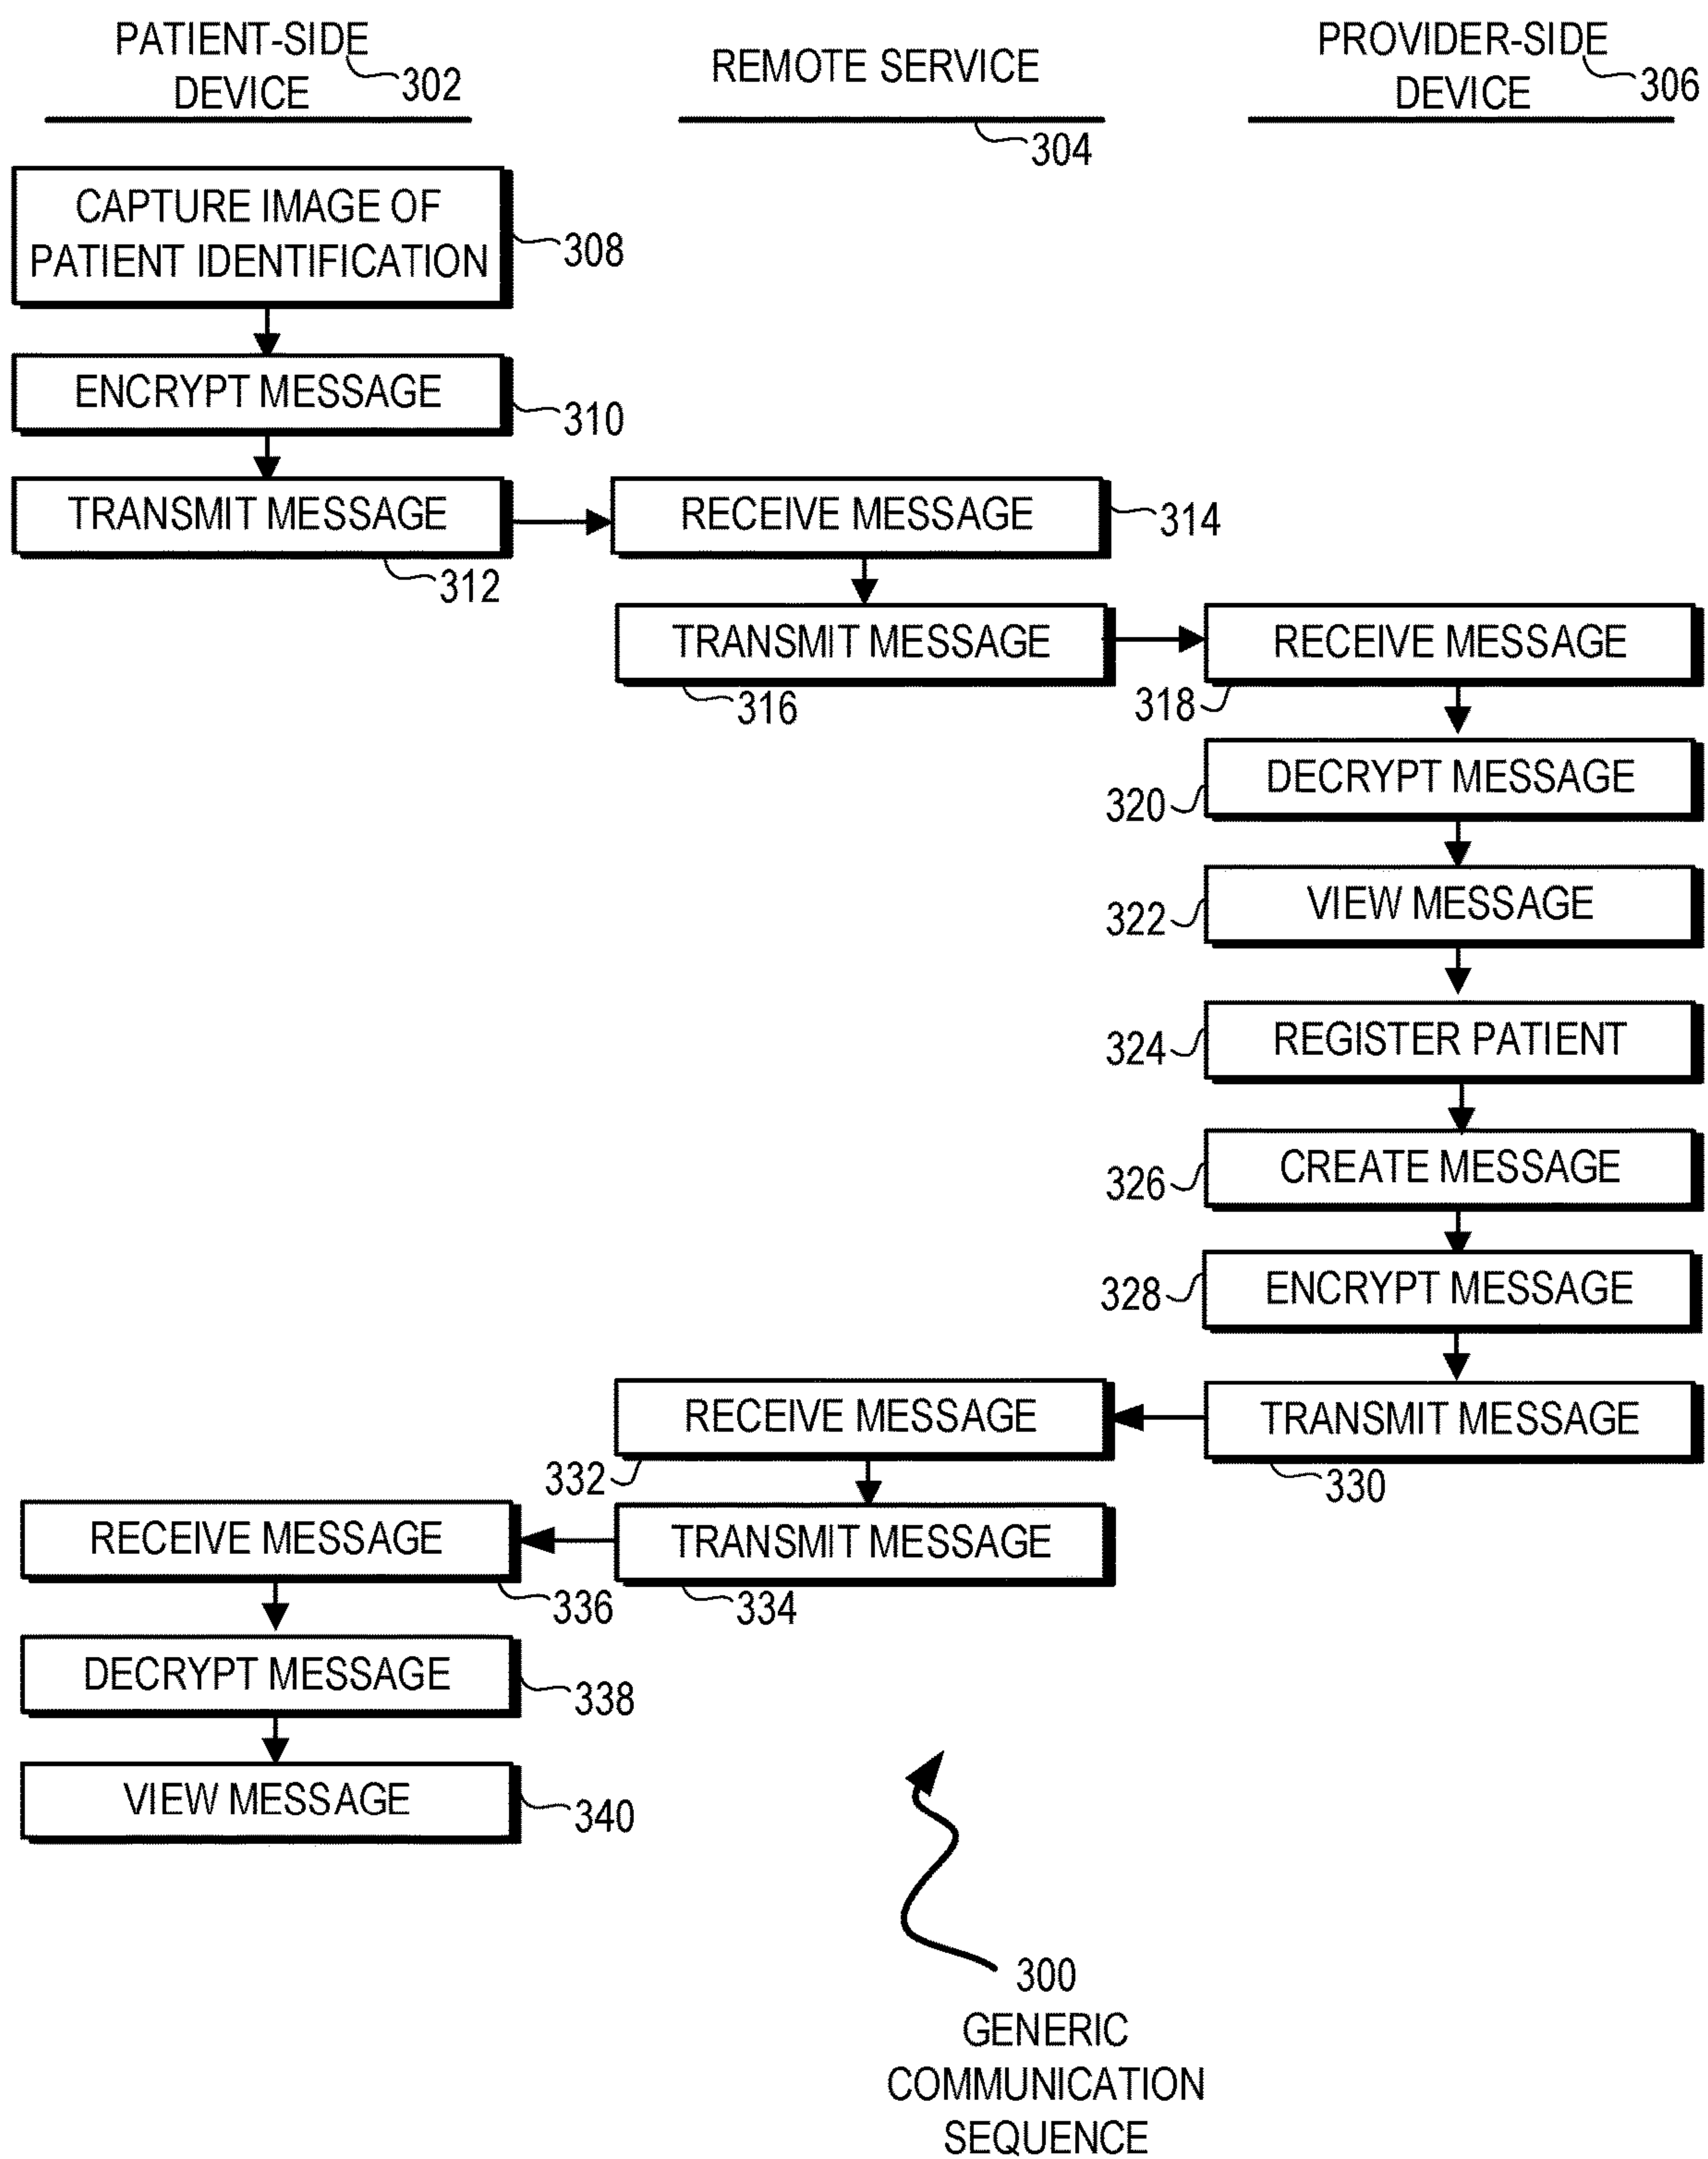 PATIENT-SIDE
DEVICE
302
REMOTE SERVICE
304
PROVIDER-SIDE
DEVICE
306
CAPTURE IMAGE OF
PATIENT IDENTIFICATION
308
ENCRYPT MESSAGE
310
TRANSMIT MESSAGE
312
RECEIVE MESSAGE
314
TRANSMIT MESSAGE
316
RECEIVE MESSAGE
318
DECRYPT MESSAGE
320
VIEW MESSAGE
322
REGISTER PATIENT
324
CREATE MESSAGE
326
ENCRYPT MESSAGE
328
TRANSMIT MESSAGE
330
RECEIVE MESSAGE
332
TRANSMIT MESSAGE
334
RECEIVE MESSAGE
336
DECRYPT MESSAGE
338
VIEW MESSAGE
340
300
GENERIC
COMMUNICATION
SEQUENCE